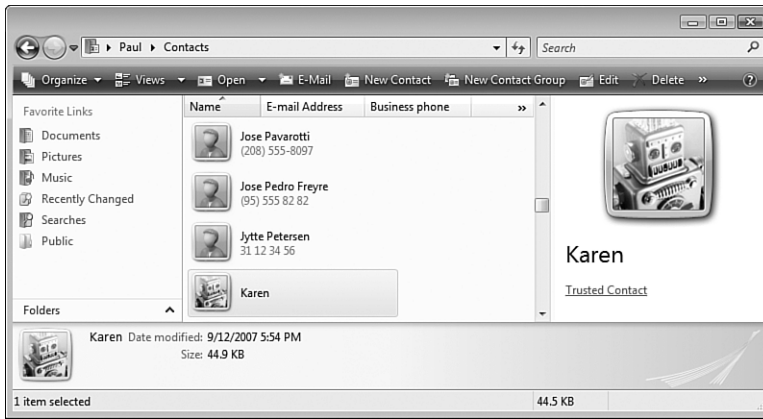 Paul Contacts Search
Organize Views Open E-Mail New Contact New Contact Group Edit Delete »
Favorite Links
Documents
Pictures
Music
Recently Changed
Searches
Public
Folders
Name E-mail Address Business phone »
Jose Pavarotti
(208) 555-8097
Jose Pedro Freyre
(95) 555 82 82
Jytte Petersen
31 12 34 56
Karen
Karen
Trusted Contact
Karen Date modified: 9/12/2007 5:54 PM
Size: 44.9 KB
1 item selected 44.5 KB